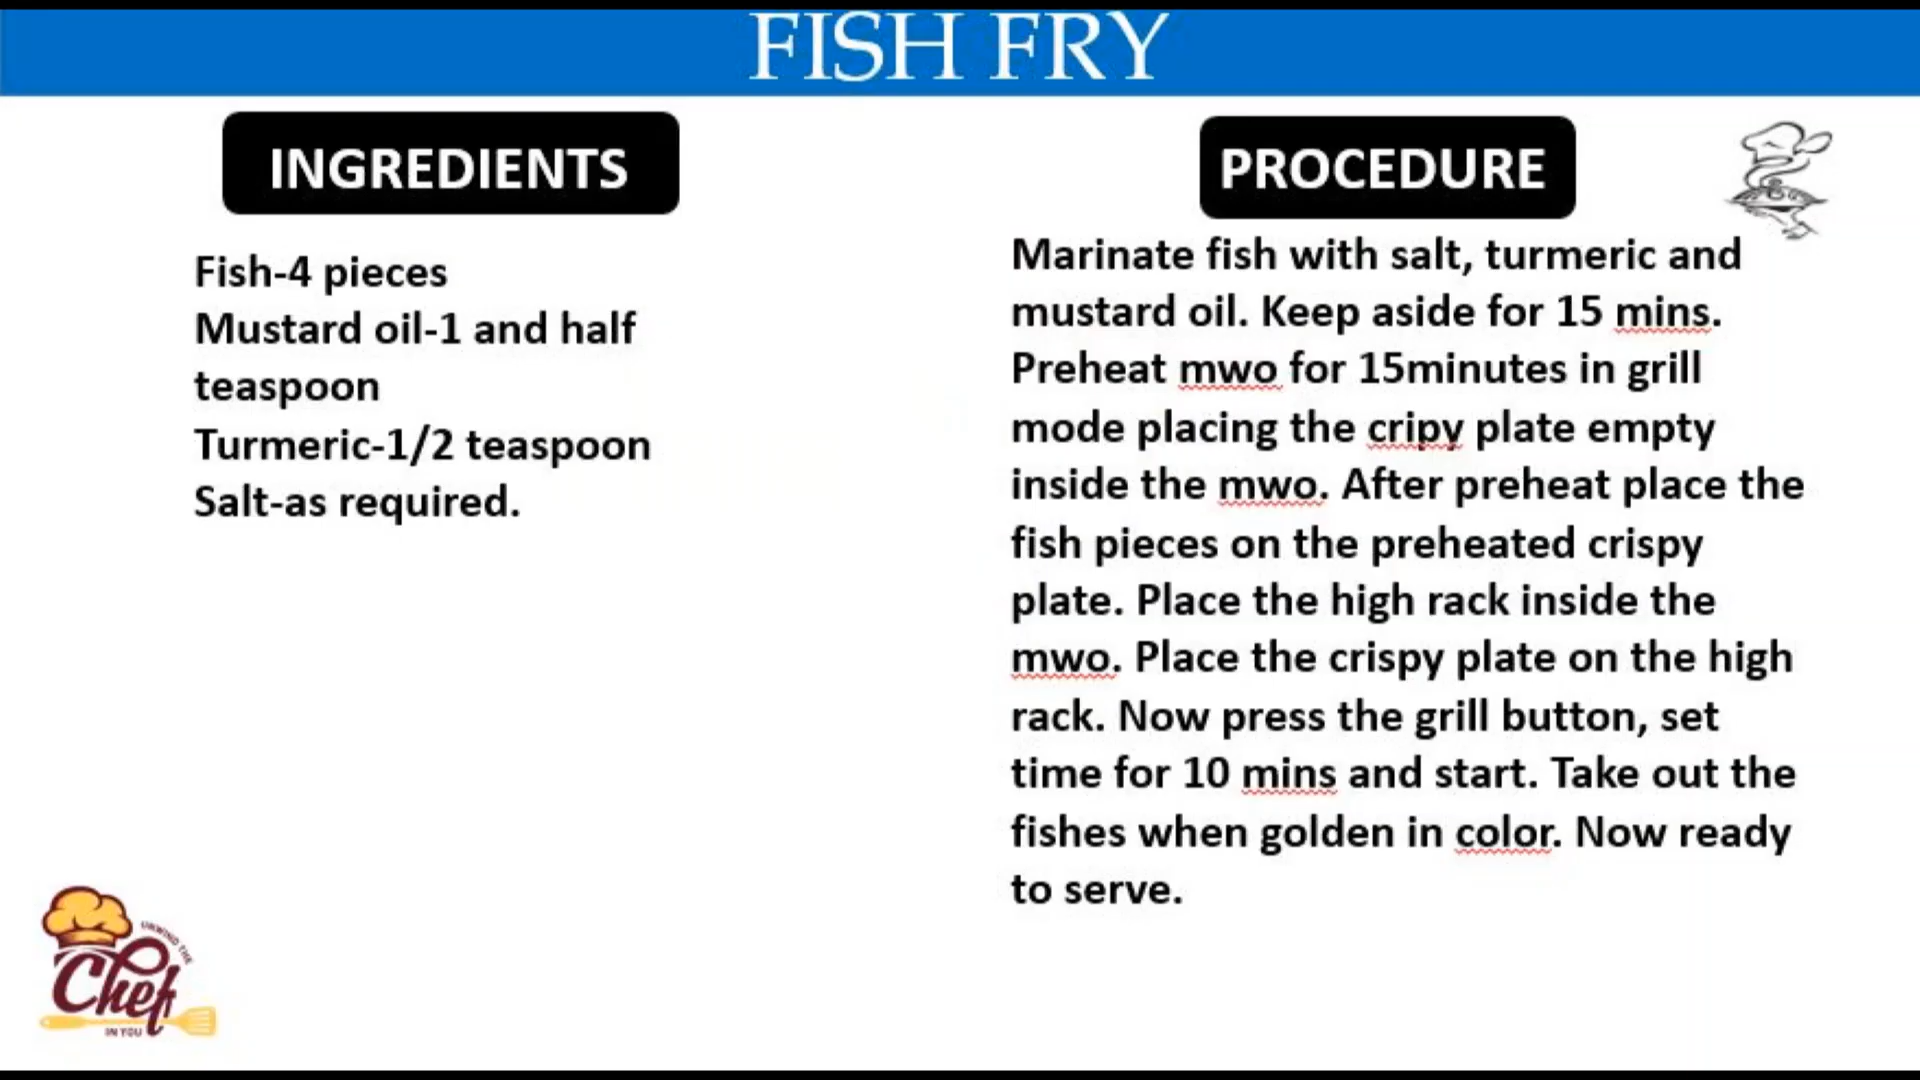 FISH FRY
INGREDIENTS
Fish-4 pieces
Mustard oil-1 and half
teaspoon
Turmeric-1/2 teaspoon
Salt-as required.
PROCEDURE
Marinate fish with salt, turmeric and
mustard oil. Keep aside for 15 mins.
Preheat mwo for 15minutes in grill
mode placing the cripy plate empty
inside the mwo. After preheat place the
fish pieces on the preheated crispy
plate. Place the high rack inside the
mwo. Place the crispy plate on the high
rack. Now press the grill button, set
time for 10 mins and start. Take out the
fishes when golden in color. Now ready
to serve.
UNWIND THE
Chef
IN YOU